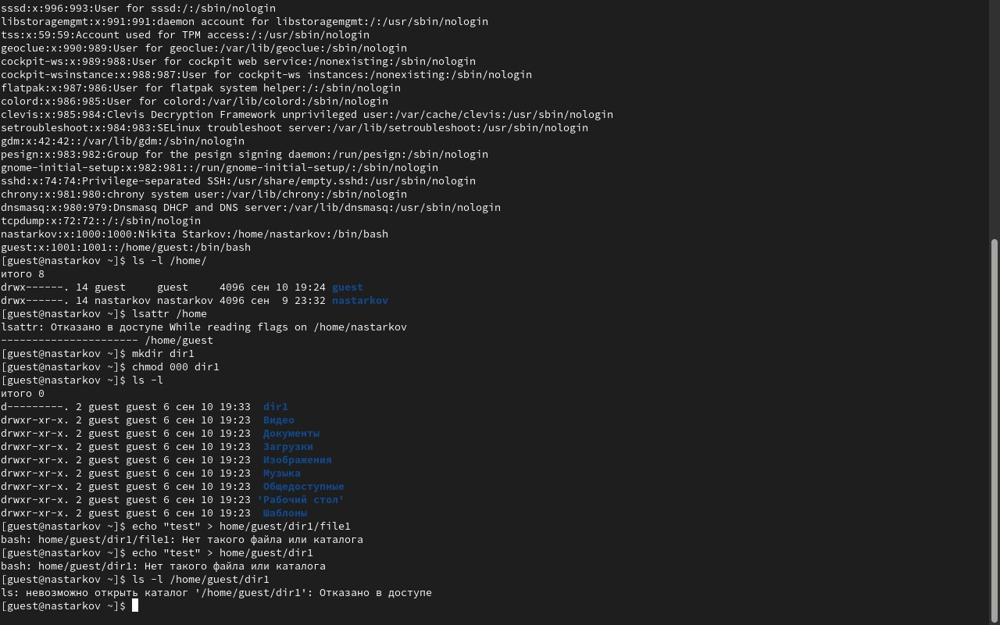 sssd:x:996:993:User for sssd:/:/sbin/nologin
libstoragemgmt:x:991:991:daemon account for libstoragemgmt:/:/usr/sbin/nologin
tss:x:59:59:Account used for TPM access:/:/usr/sbin/nologin
geoclue:x:990:989:User for geoclue:/var/lib/geoclue:/sbin/nologin
cockpit-ws:x:989:988:User for cockpit web service:/nonexisting:/sbin/nologin
cockpit-wsinstance:x:988:987:User for cockpit-ws instances:/nonexisting:/sbin/nologin
flatpak:x:987:986:User for flatpak system helper:/:/sbin/nologin
colord:x:986:985:User for colord:/var/lib/colord:/sbin/nologin
clevis:x:985:984:Clevis Decryption Framework unprivileged user:/var/cache/clevis:/usr/sbin/nologin
setroubleshoot:x:984:983:SELinux troubleshoot server:/var/lib/setroubleshoot:/usr/sbin/nologin
gdm:x:42:42::/var/lib/gdm:/sbin/nologin
pesign:x:983:982:Group for the pesign signing daemon:/run/pesign:/sbin/nologin
gnome-initial-setup:x:982:981::/run/gnome-initial-setup/:/sbin/nologin
sshd:x:74:74:Privilege-separated SSH:/usr/share/empty.sshd:/usr/sbin/nologin
chrony:x:981:980:chrony system user:/var/lib/chrony:/sbin/nologin
dnsmasq:x:980:979:Dnsmasq DHCP and DNS server:/var/lib/dnsmasq:/usr/sbin/nologin
tcpdump:x:72:72::/:/sbin/nologin
nastarkov:x:1000:1000:Nikita Starkov:/home/nastarkov:/bin/bash
guest:x:1001:1001::/home/guest:/bin/bash
[guest@nastarkov ~]$ ls -l /home/
итого 8
drwx------. 14 guest     guest     4096 сен 10 19:24 guest
drwx------. 14 nastarkov nastarkov 4096 сен  9 23:32 nastarkov
[guest@nastarkov ~]$ lsattr /home
lsattr: Отказано в доступе While reading flags on /home/nastarkov
---------------------- /home/guest
[guest@nastarkov ~]$ mkdir dir1
[guest@nastarkov ~]$ chmod 000 dir1
[guest@nastarkov ~]$ ls -l
итого 0
d---------. 2 guest guest 6 сен 10 19:33  dir1
drwxr-xr-x. 2 guest guest 6 сен 10 19:23  Видео
drwxr-xr-x. 2 guest guest 6 сен 10 19:23  Документы
drwxr-xr-x. 2 guest guest 6 сен 10 19:23  Загрузки
drwxr-xr-x. 2 guest guest 6 сен 10 19:23  Изображения
drwxr-xr-x. 2 guest guest 6 сен 10 19:23  Музыка
drwxr-xr-x. 2 guest guest 6 сен 10 19:23  Общедоступные
drwxr-xr-x. 2 guest guest 6 сен 10 19:23 'Рабочий стол'
drwxr-xr-x. 2 guest guest 6 сен 10 19:23  Шаблоны
[guest@nastarkov ~]$ echo "test" > home/guest/dir1/file1
bash: home/guest/dir1/file1: Нет такого файла или каталога
[guest@nastarkov ~]$ echo "test" > home/guest/dir1
bash: home/guest/dir1: Нет такого файла или каталога
[guest@nastarkov ~]$ ls -l /home/guest/dir1
ls: невозможно открыть каталог '/home/guest/dir1': Отказано в доступе
[guest@nastarkov ~]$